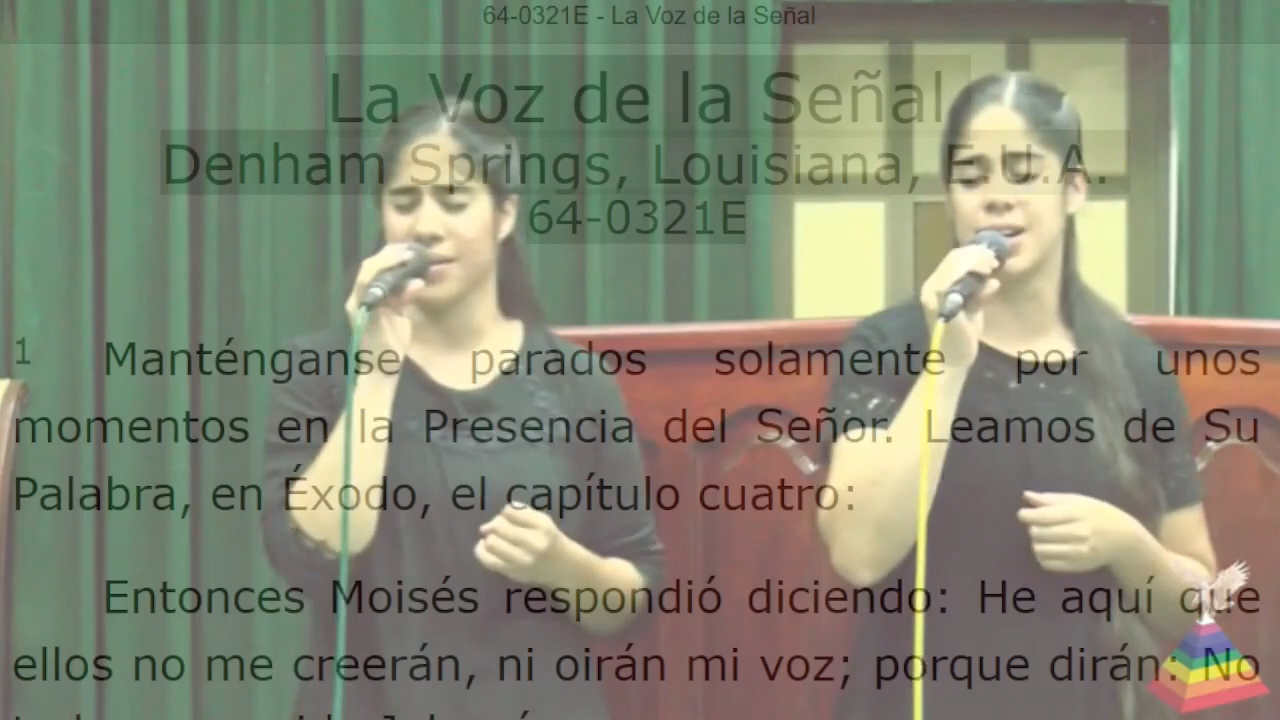 64-0321E - La Voz de la Señal
La Voz de la Señal
Denham Springs, Louisiana, E.U.A.
64-0321E
1 Manténganse parados solamente por unos
momentos en la Presencia del Señor. Leamos de Su
Palabra, en Éxodo, el capítulo cuatro:
Entonces Moisés respondió diciendo: He aquí que
ellos no me creerán, ni oirán mi voz; porque dirán: No